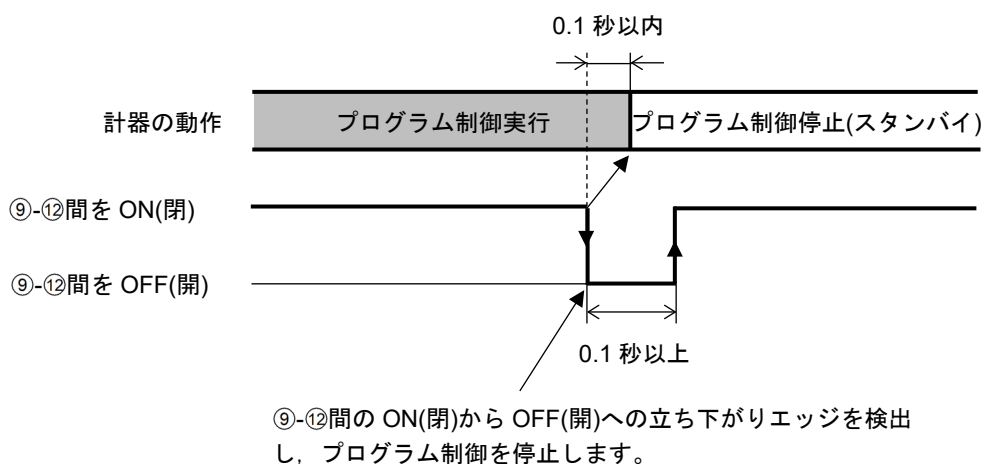 0.1 秒以内
計器の動作
プログラム制御実行
プログラム制御停止(スタンバイ)
⑨-⑫間を ON(閉)
⑨-⑫間を OFF(開)
0.1 秒以上
⑨-⑫間の ON(閉)から OFF(開)への立ち下がりエッジを検出
し，プログラム制御を停止します。